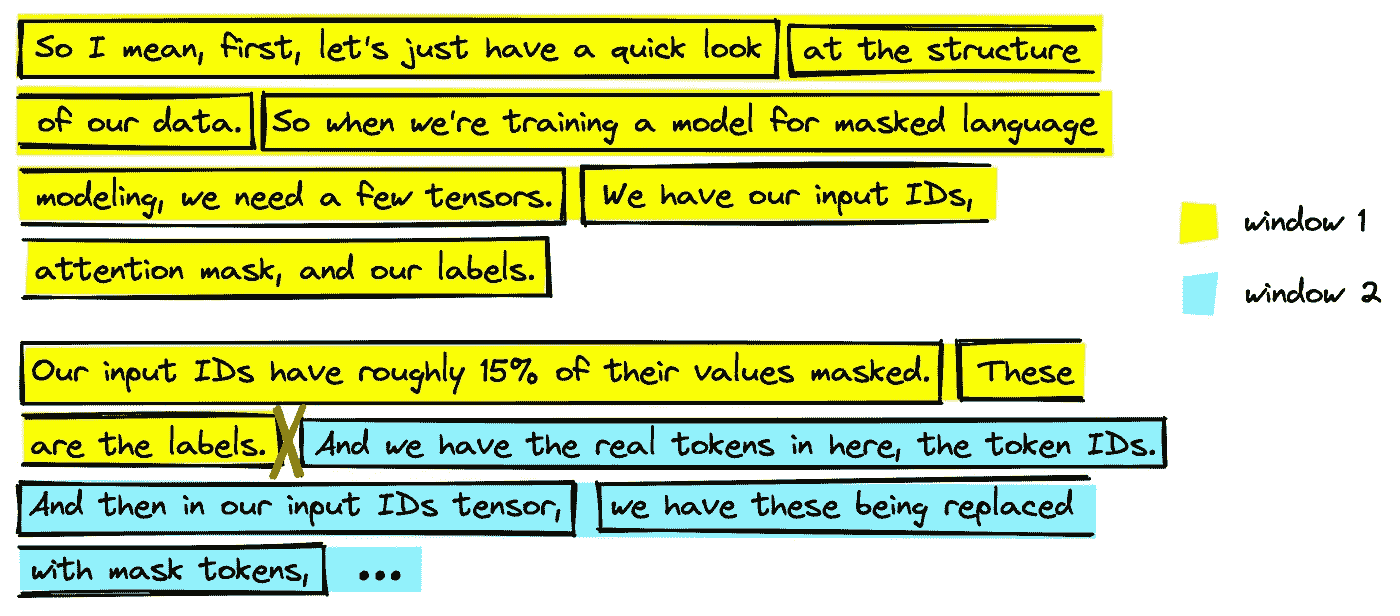 So I mean, first, let's just have a quick look at the structure
of our data. So when we're training a model for masked language
modeling, we need a few tensors. We have our input IDs,
attention mask, and our labels.
window 1
window 2
Our input IDs have roughly 15% of their values masked. These
are the labels. And we have the real tokens in here, the token IDs.
And then in our input IDs tensor, we have these being replaced
with mask tokens, ...